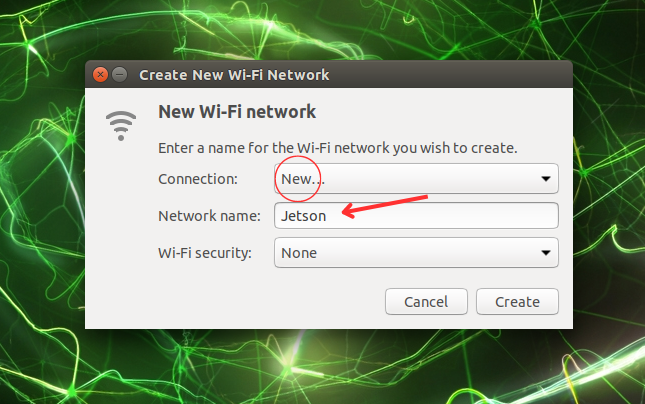 Create New Wi-Fi Network
New Wi-Fi network
Enter a name for the Wi-Fi network you wish to create.
Connection: New...
Network name: Jetson
Wi-Fi security: None
Cancel Create